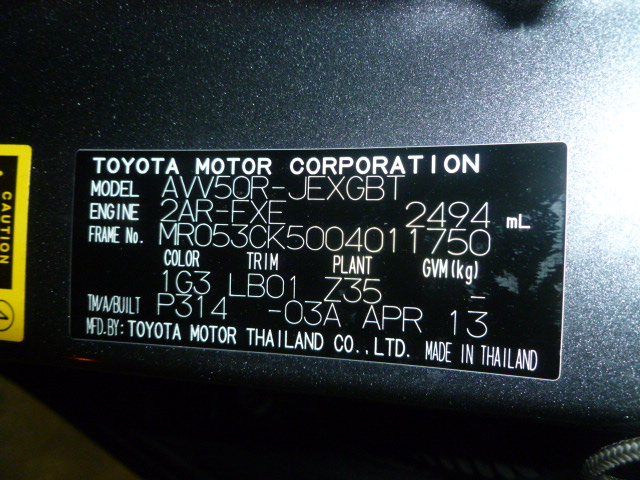 TOYOTA MOTOR CORPORATION
MODEL AVV50R-JEXGBT
ENGINE 2AR-FXE 2494 mL
FRAME No. MR053CK5004011750
COLOR TRIM PLANT GVM(kg)
1G3 LB01 Z35 -
TM/A/BUILT P314 -03A APR 13
MFD.BY: TOYOTA MOTOR THAILAND CO.,LTD. MADE IN THAILAND
CAUTION